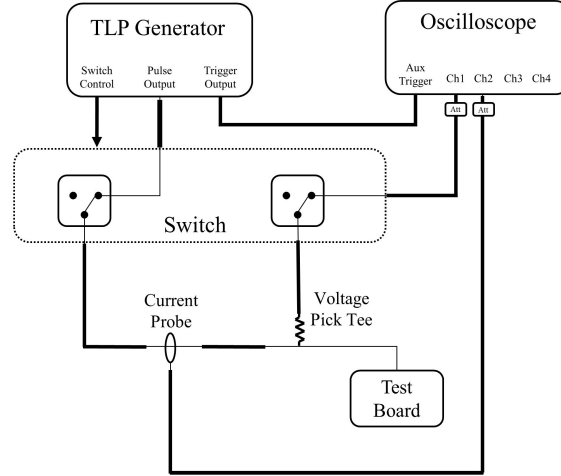 TLP Generator
Switch Control
Pulse Output
Trigger Output
Oscilloscope
Aux Trigger
Ch1 Ch2 Ch3 Ch4
Att Att
Switch
Current
Probe
Voltage
Pick Tee
Test
Board